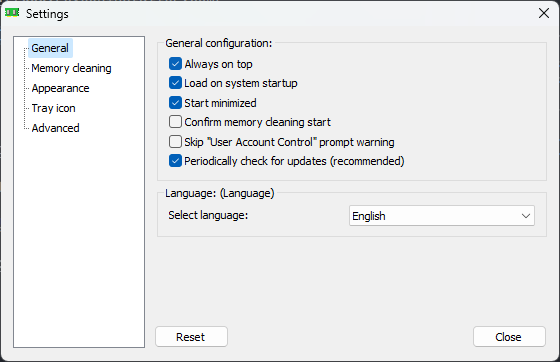 Settings
General
Memory cleaning
Appearance
Tray icon
Advanced
General configuration:
Always on top
Load on system startup
Start minimized
Confirm memory cleaning start
Skip "User Account Control" prompt warning
Periodically check for updates (recommended)
Language: (Language)
Select language:
English
Reset
Close